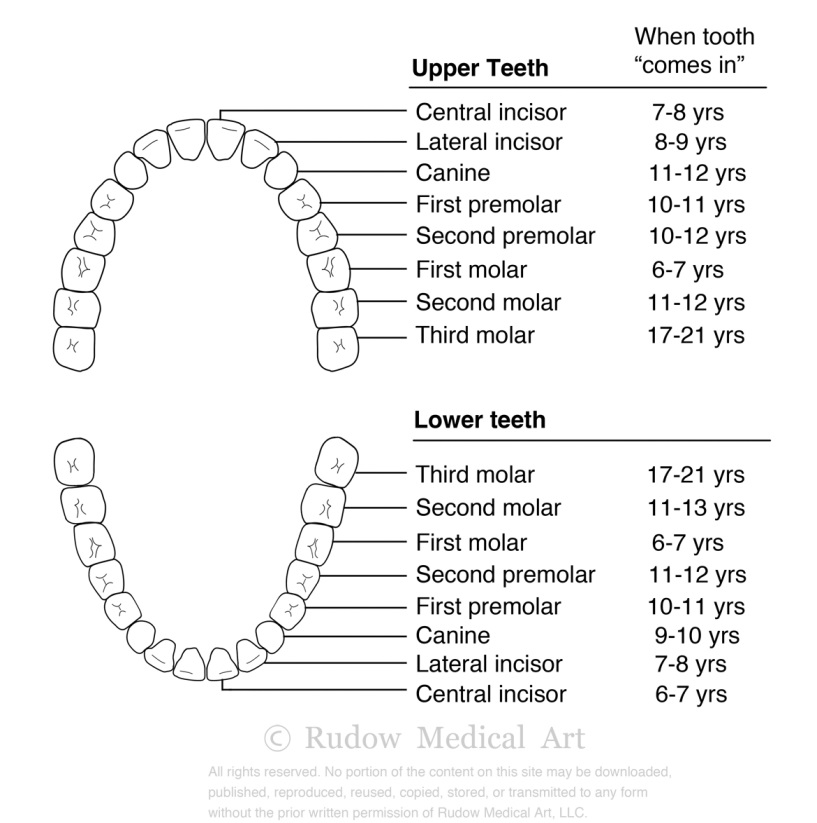 When tooth
Upper Teeth “comes in”
Central incisor 7-8 yrs
Lateral incisor 8-9 yrs
Canine 11-12 yrs
First premolar 10-11 yrs
Second premolar 10-12 yrs
First molar 6-7 yrs
Second molar 11-12 yrs
Third molar 17-21 yrs
Lower teeth
Third molar 17-21 yrs
Second molar 11-13 yrs
First molar 6-7 yrs
Second premolar 11-12 yrs
First premolar 10-11 yrs
Canine 9-10 yrs
Lateral incisor 7-8 yrs
Central incisor 6-7 yrs
© Rudow Medical Art
All rights reserved. No portion of the content on this site may be downloaded,
published, reproduced, reused, copied, stored, or transmitted to any form
without the prior written permission of Rudow Medical Art, LLC.